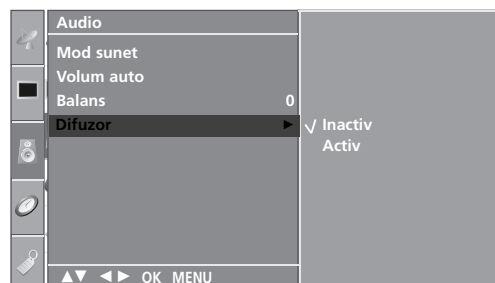 Audio
Mod sunet
Volum auto
Balans 0
Difuzor ►
√ Inactiv
Activ
▲▼ ◄► OK MENU